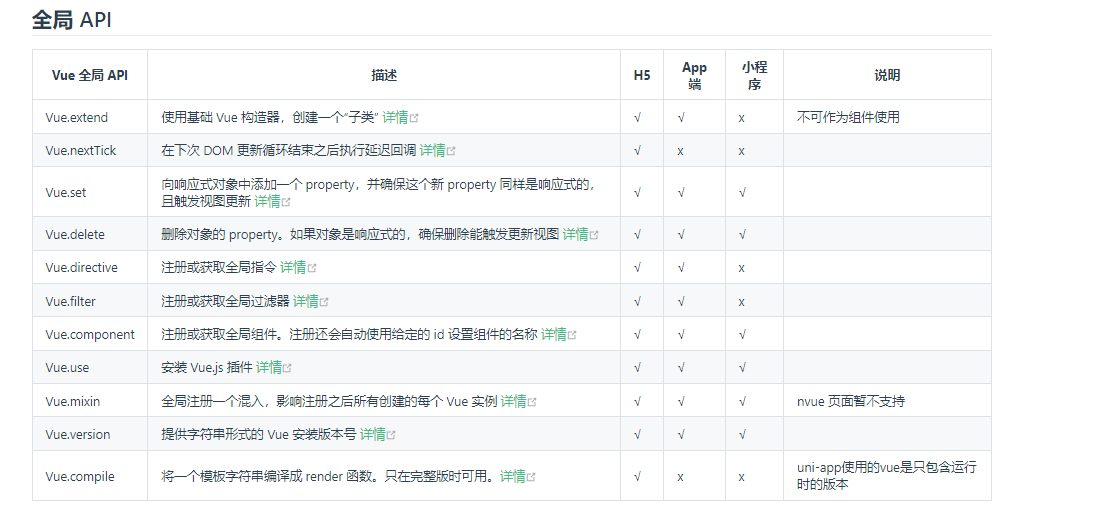 全局 API
Vue 全局 API 描述 H5 App端 小程序 说明
Vue.extend 使用基础 Vue 构造器，创建一个“子类” 详情 √ √ x 不可作为组件使用
Vue.nextTick 在下次 DOM 更新循环结束之后执行延迟回调 详情 √ x x
Vue.set 向响应式对象中添加一个 property，并确保这个新 property 同样是响应式的，
且触发视图更新 详情 √ √ √
Vue.delete 删除对象的 property。如果对象是响应式的，确保删除能触发更新视图 详情 √ √ √
Vue.directive 注册或获取全局指令 详情 √ √ x
Vue.filter 注册或获取全局过滤器 详情 √ √ x
Vue.component 注册或获取全局组件。注册还会自动使用给定的 id 设置组件的名称 详情 √ √ √
Vue.use 安装 Vue.js 插件 详情 √ √ √
Vue.mixin 全局注册一个混入，影响注册之后所有创建的每个 Vue 实例 详情 √ √ √ nvue 页面暂不支持
Vue.version 提供字符串形式的 Vue 安装版本号 详情 √ √ √
Vue.compile 将一个模板字符串编译成 render 函数。只在完整版时可用。详情 √ x x uni-app使用的vue是只包含运行
时的版本